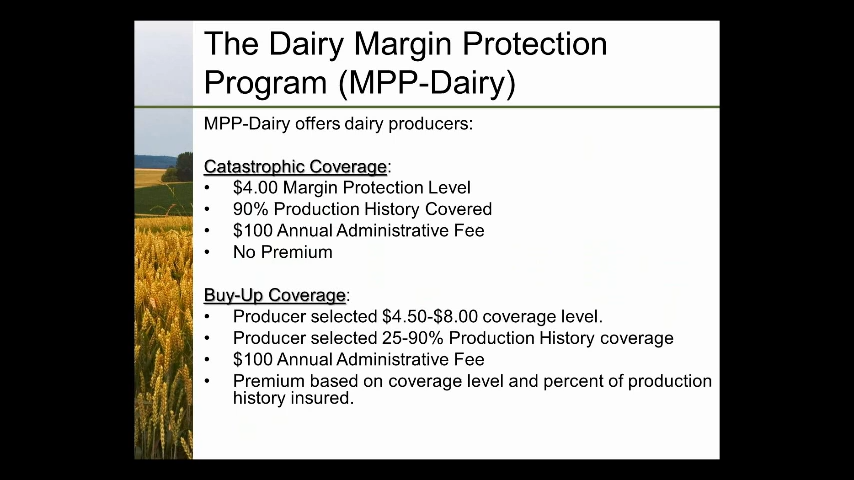 The Dairy Margin Protection
Program (MPP-Dairy)
MPP-Dairy offers dairy producers:
Catastrophic Coverage:
• $4.00 Margin Protection Level
• 90% Production History Covered
• $100 Annual Administrative Fee
• No Premium
Buy-Up Coverage:
• Producer selected $4.50-$8.00 coverage level.
• Producer selected 25-90% Production History coverage
• $100 Annual Administrative Fee
• Premium based on coverage level and percent of production
history insured.